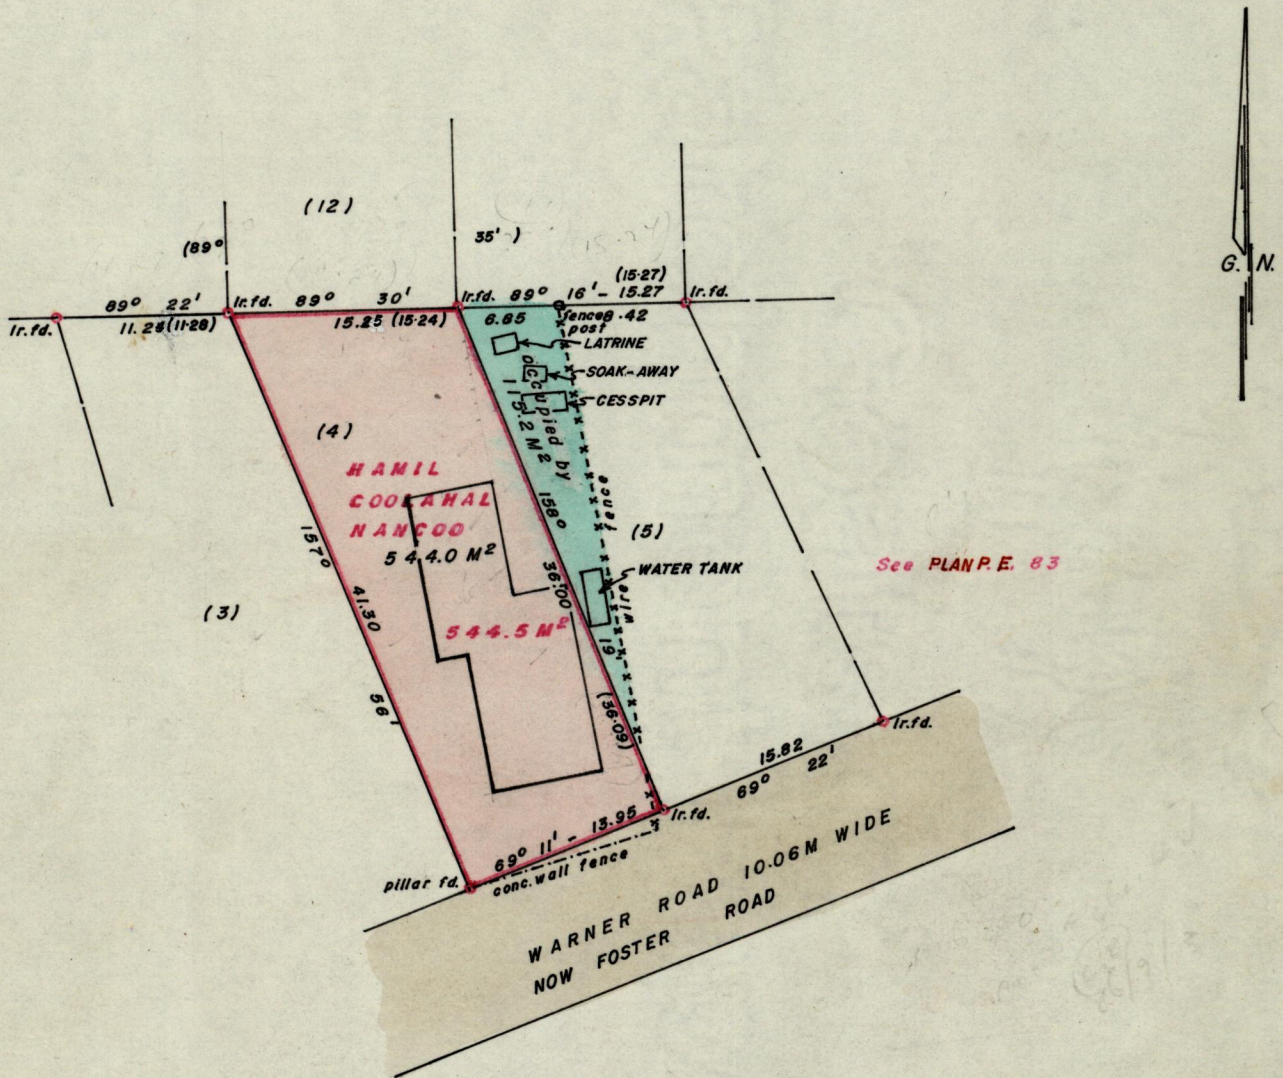 (12)
(89°
35')
G. N.
(15.27)
89° 22'
Ir.fd.
89° 30'
Ir.fd.
89° 16' - 15.27
Ir.fd.
Ir.fd.
11.28 (11.28)
15.25 (15.24)
6.85
fence 8.42
post
LATRINE
SOAK-AWAY
CESSPIT
occupied by
115.2 M²
(4)
HAMIL
COOLAHAL
NANCOO
544.0 M²
158°
36.00
19'
(36.09)
wire fence
(5)
See PLAN P.E. 83
WATER TANK
157°
41.30
56'
(3)
544.5 M²
Ir.fd.
15.82
69° 22'
69° 11' - 13.95
Ir.fd.
pillar fd.
conc. wall fence
WARNER ROAD 10.06M WIDE
NOW FOSTER ROAD